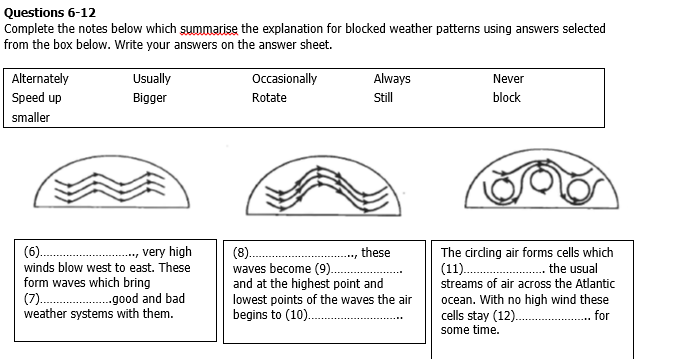 Questions 6-12
Complete the notes below which summarise the explanation for blocked weather patterns using answers selected
from the box below. Write your answers on the answer sheet.
Alternately Usually Occasionally Always Never
Speed up Bigger Rotate Still block
smaller
(6)..............................., very high
winds blow west to east. These
form waves which bring
(7).......................good and bad
weather systems with them.
(8)..................................., these
waves become (9).......................
and at the highest point and
lowest points of the waves the air
begins to (10)..............................
The circling air forms cells which
(11)......................... the usual
streams of air across the Atlantic
ocean. With no high wind these
cells stay (12)........................ for
some time.